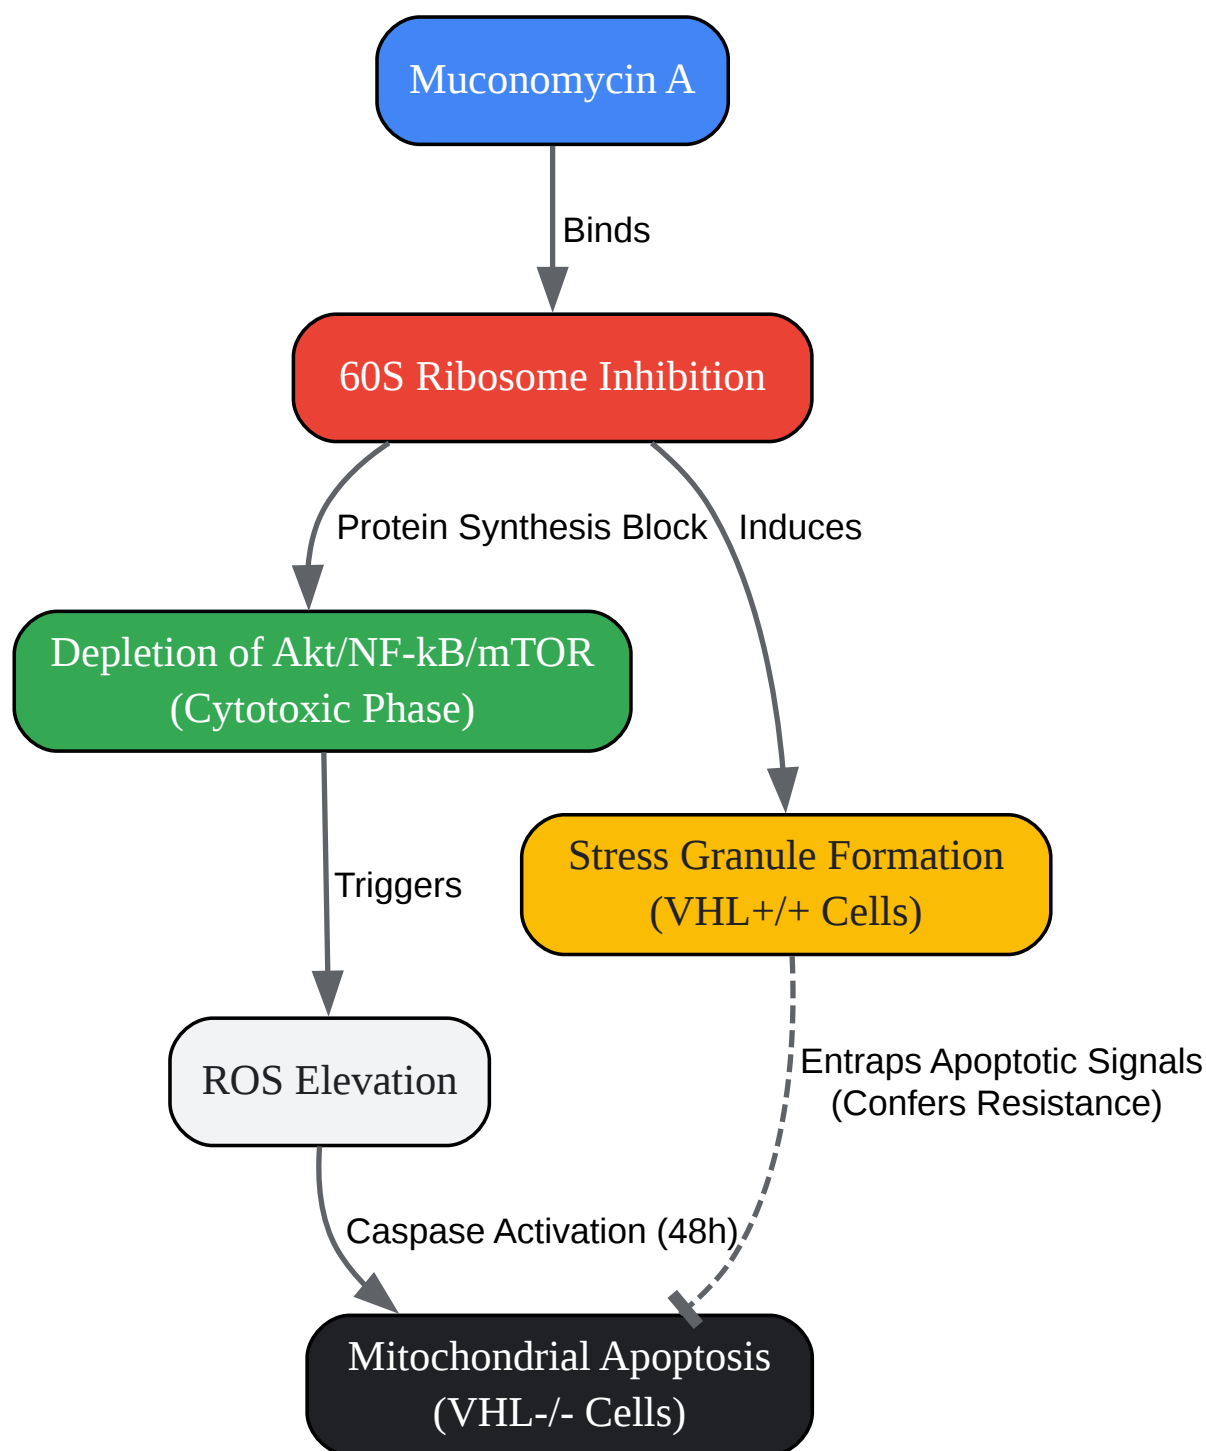 Muconomycin A
Binds
60S Ribosome Inhibition
Protein Synthesis Block
Induces
Depletion of Akt/NF-kB/mTOR
(Cytotoxic Phase)
Stress Granule Formation
(VHL+/+ Cells)
Triggers
ROS Elevation
Entraps Apoptotic Signals
(Confers Resistance)
Caspase Activation (48h)
Mitochondrial Apoptosis
(VHL-/- Cells)